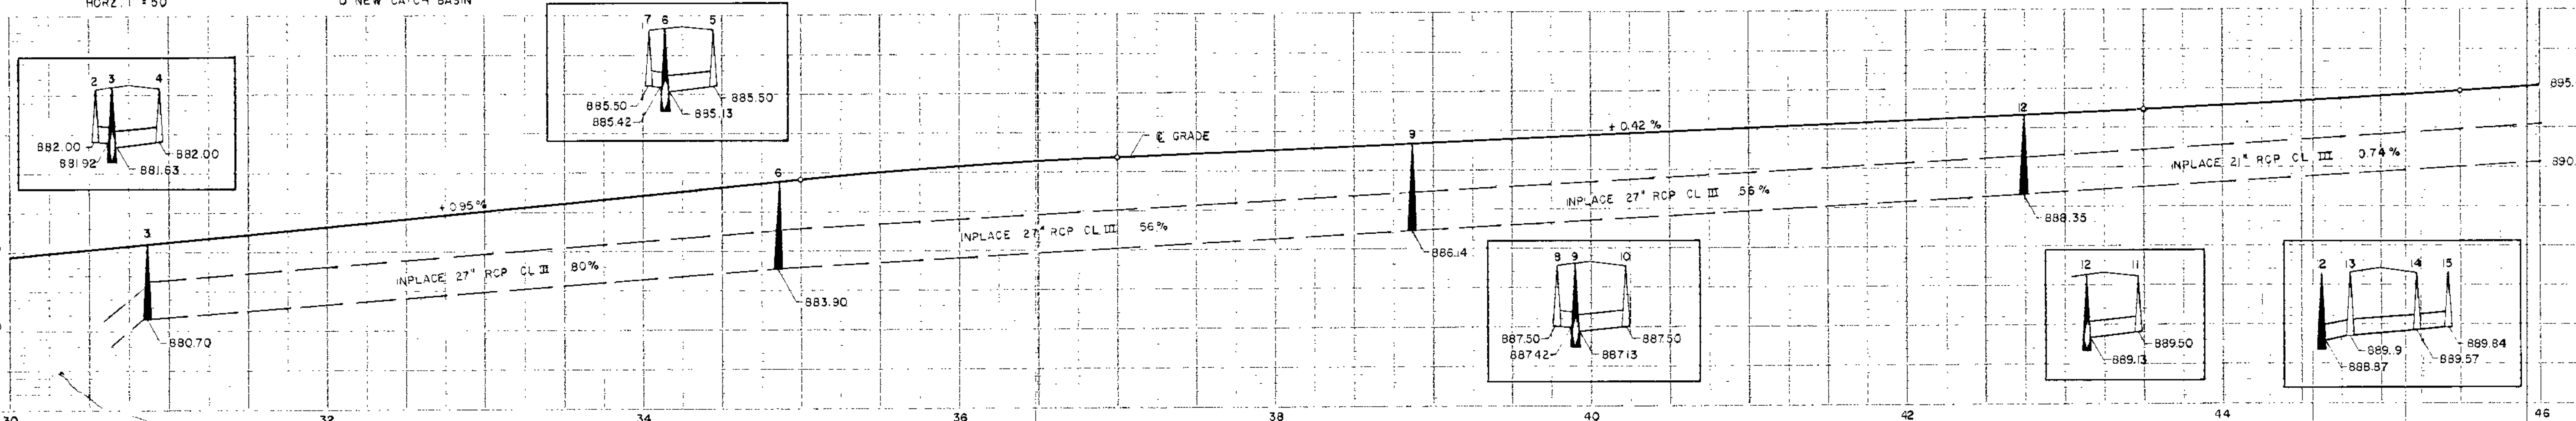 HORZ. 1" = 50'
O NEW CATCH BASIN
2 3 4
882.00
881.92
881.63
882.00
7 6 5
885.50
885.42
885.13
885.50
3
+ 0.95 %
INPLACE 27" RCP CL III .80 %
880.70
6
883.90
INPLACE 27" RCP CL III .56 %
℄ GRADE
9
+ 0.42 %
886.14
INPLACE 27" RCP CL III .56 %
8 9 10
887.50
887.42
887.13
887.50
12
888.35
INPLACE 21" RCP CL III 0.74 %
12 11
889.13
889.50
2 13 14 15
888.87
889.9
889.57
889.84
895.
890.
30 32 34 36 38 40 42 44 46